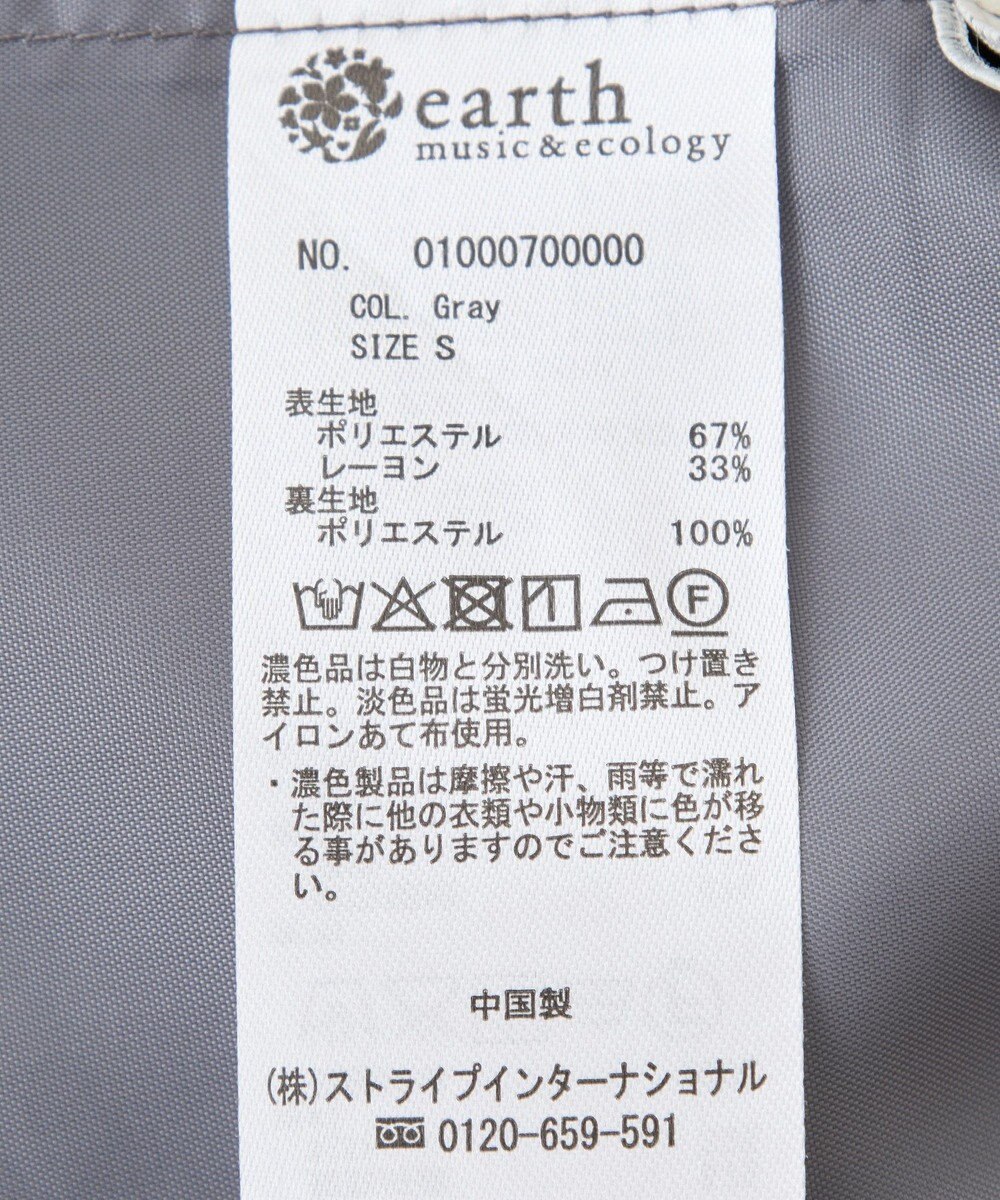 earth
music&ecology
NO. 01000700000
COL. Gray
SIZE S
表生地
ポリエステル 67%
レーヨン 33%
裏生地
ポリエステル 100%
F
濃色品は白物と分別洗い。つけ置き
禁止。淡色品は蛍光増白剤禁止。ア
イロンあて布使用。
・濃色製品は摩擦や汗、雨等で濡れ
た際に他の衣類や小物類に色が移
る事がありますのでご注意くださ
い。
中国製
(株)ストライプインターナショナル
0120-659-591